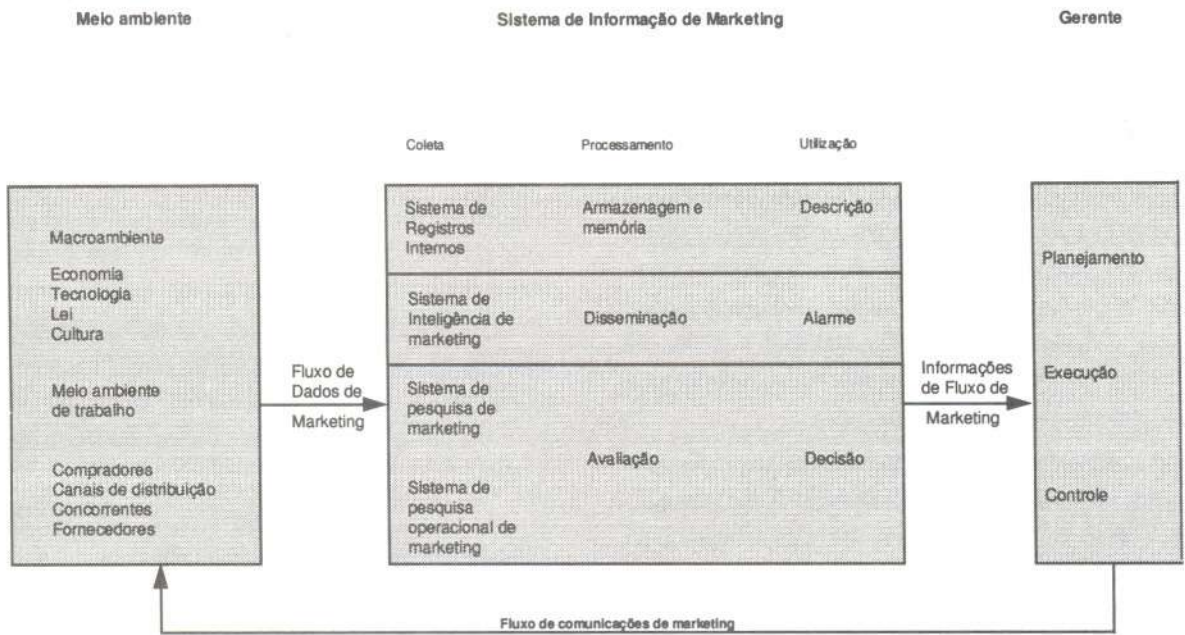 Meio ambiente
Sistema de Informação de Marketing
Gerente
Coleta
Processamento
Utilização
Macroambiente
Economia
Tecnologia
Lei
Cultura
Meio ambiente
de trabalho
Compradores
Canais de distribuição
Concorrentes
Fornecedores
Fluxo de
Dados de
Marketing
Sistema de
Registros
Internos
Armazenagem e
memória
Descrição
Sistema de
Inteligência de
marketing
Disseminação
Alarme
Sistema de
pesquisa de
marketing
Avaliação
Decisão
Sistema de
pesquisa
operacional de
marketing
Informações
de Fluxo de
Marketing
Planejamento
Execução
Controle
Fluxo de comunicações de marketing